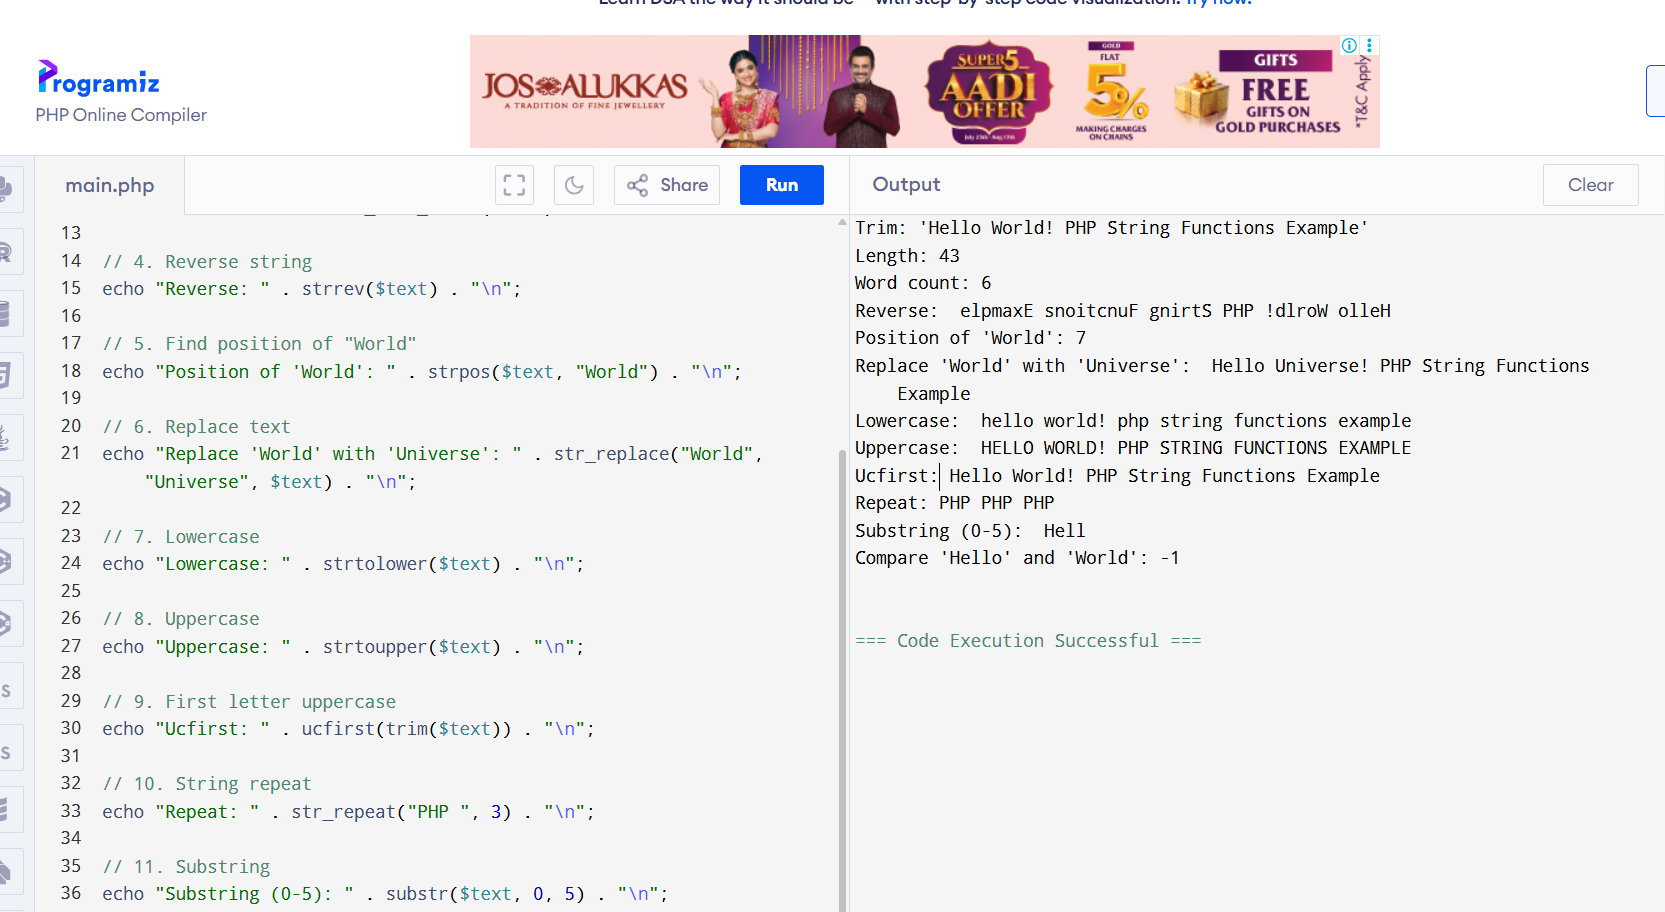 Learn DSA the way it should be — with step-by-step code visualization. Try now!
Programiz
PHP Online Compiler
JOS ALUKKAS
A TRADITION OF FINE JEWELLERY
SUPER 5
AADI
OFFER
GOLD
FLAT
5%
MAKING CHARGES
ON CHAINS
GIFTS
FREE
GIFTS ON
GOLD PURCHASES
*T&C Apply
main.php
Share
Run
Output
Clear
13
14 // 4. Reverse string
15 echo "Reverse: " . strrev($text) . "\n";
16
17 // 5. Find position of "World"
18 echo "Position of 'World': " . strpos($text, "World") . "\n";
19
20 // 6. Replace text
21 echo "Replace 'World' with 'Universe': " . str_replace("World",
"Universe", $text) . "\n";
22
23 // 7. Lowercase
24 echo "Lowercase: " . strtolower($text) . "\n";
25
26 // 8. Uppercase
27 echo "Uppercase: " . strtoupper($text) . "\n";
28
29 // 9. First letter uppercase
30 echo "Ucfirst: " . ucfirst(trim($text)) . "\n";
31
32 // 10. String repeat
33 echo "Repeat: " . str_repeat("PHP ", 3) . "\n";
34
35 // 11. Substring
36 echo "Substring (0-5): " . substr($text, 0, 5) . "\n";
Trim: 'Hello World! PHP String Functions Example'
Length: 43
Word count: 6
Reverse:  elpmaxE snoitcnuF gnirtS PHP !dlroW olleH
Position of 'World': 7
Replace 'World' with 'Universe':  Hello Universe! PHP String Functions
Example
Lowercase:  hello world! php string functions example
Uppercase:  HELLO WORLD! PHP STRING FUNCTIONS EXAMPLE
Ucfirst: Hello World! PHP String Functions Example
Repeat: PHP PHP PHP
Substring (0-5):  Hell
Compare 'Hello' and 'World': -1
=== Code Execution Successful ===